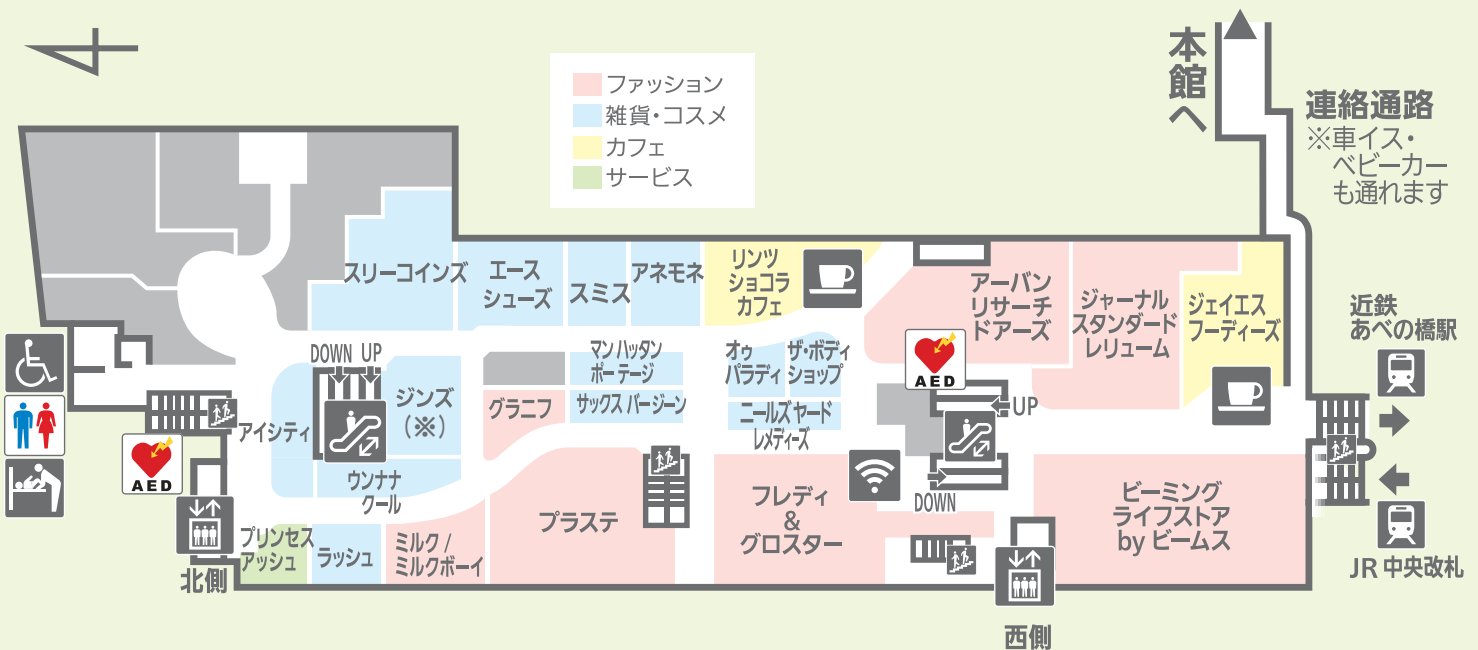 本館へ
連絡通路
※車イス・
ベビーカー
も通れます
ファッション
雑貨・コスメ
カフェ
サービス
スリーコインズ
エース
シューズ
スミス
アネモネ
リンツ
ショコラ
カフェ
アーバン
リサーチ
ドアーズ
ジャーナル
スタンダード
レリューム
ジェイエス
フーディーズ
近鉄
あべの橋駅
DOWN UP
マンハッタン
ポーテージ
オゥ
パラディ
ザ・ボディ
ショップ
AED
ジンズ
(※)
グラニフ
サックスバージーン
ニールズヤード
レメディーズ
UP
アイシティ
AED
ウンナナ
クール
プラステ
フレディ
&
グロスター
DOWN
ビーミング
ライフストア
by ビームス
プリンセス
アッシュ
ラッシュ
ミルク /
ミルクボーイ
北側
JR 中央改札
西側